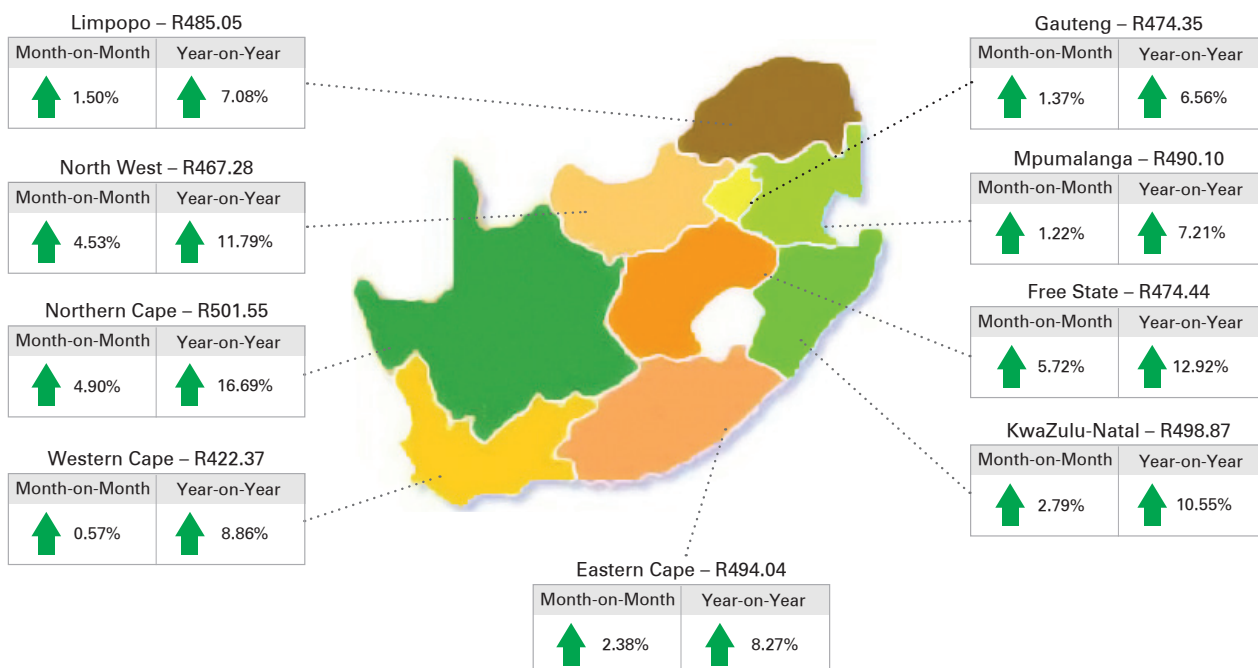 Limpopo – R485.05
Month-on-Month Year-on-Year
1.50% 7.08%
North West – R467.28
Month-on-Month Year-on-Year
4.53% 11.79%
Northern Cape – R501.55
Month-on-Month Year-on-Year
4.90% 16.69%
Western Cape – R422.37
Month-on-Month Year-on-Year
0.57% 8.86%
Eastern Cape – R494.04
Month-on-Month Year-on-Year
2.38% 8.27%
Gauteng – R474.35
Month-on-Month Year-on-Year
1.37% 6.56%
Mpumalanga – R490.10
Month-on-Month Year-on-Year
1.22% 7.21%
Free State – R474.44
Month-on-Month Year-on-Year
5.72% 12.92%
KwaZulu-Natal – R498.87
Month-on-Month Year-on-Year
2.79% 10.55%